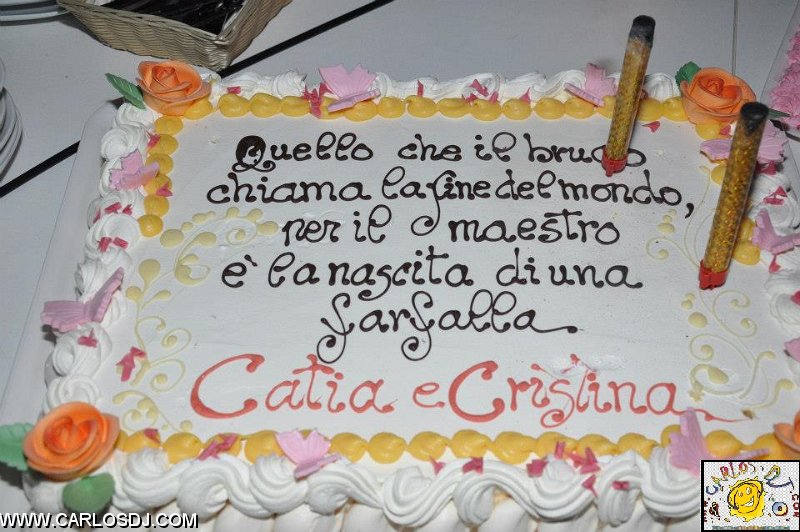 Quello che il bruco
chiama la fine del mondo,
per il maestro
è la nascita di una
farfalla
Catia e Cristina
WWW.CARLOSDJ.COM